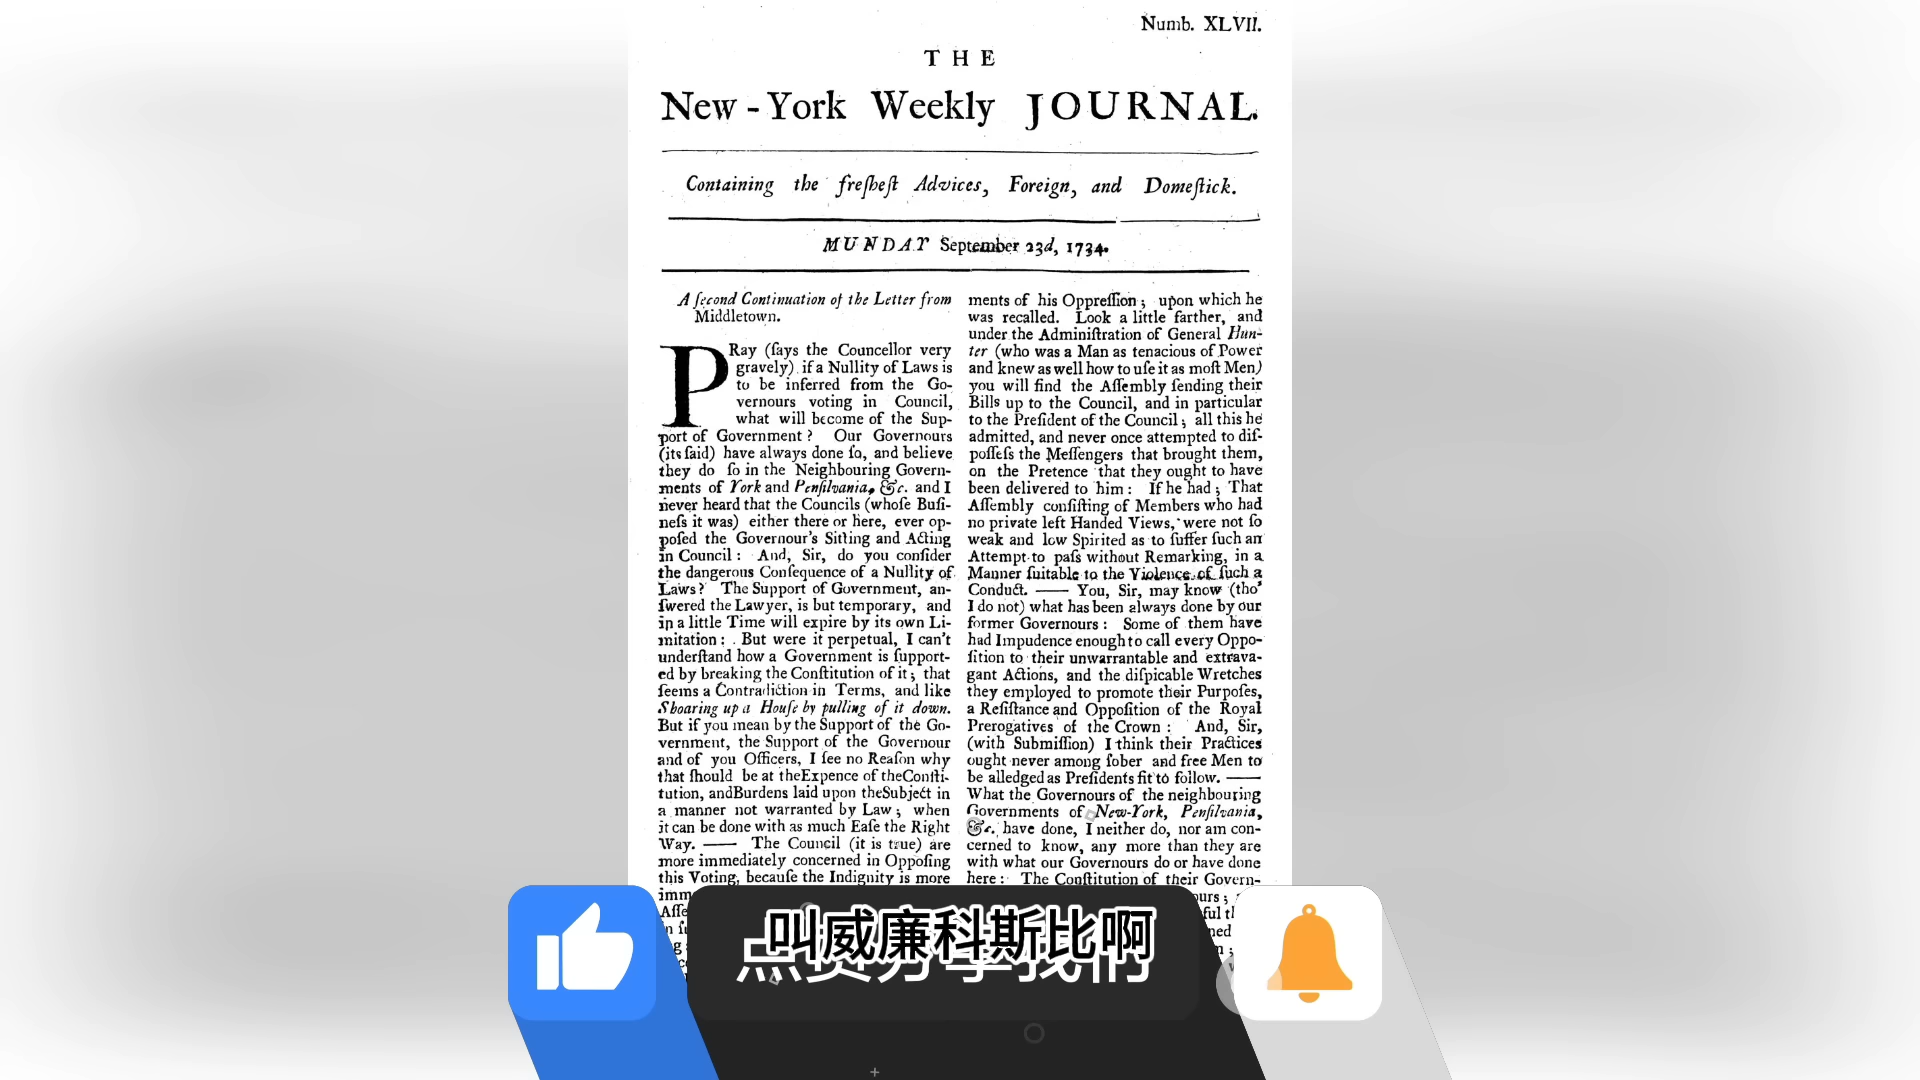 Numb. XLVII.
THE
New-York Weekly JOURNAL.
Containing the freſheſt Advices, Foreign, and Domeſtick.
MUNDAY September 23d, 1734.
A ſecond Continuation of the Letter from
Middletown.
PRay (ſays the Councellor very
gravely) if a Nullity of Laws is
to be inferred from the Go-
vernours voting in Council,
what will become of the Sup-
port of Government? Our Governours
(its ſaid) have always done ſo, and believe
they do ſo in the Neighbouring Govern-
ments of York and Penſilvania, &c. and I
never heard that the Councils (whoſe Buſi-
neſs it was) either there or here, ever op-
poſed the Governour's Sitting and Acting
in Council: And, Sir, do you conſider
the dangerous Conſequence of a Nullity of
Laws? The Support of Government, an-
ſwered the Lawyer, is but temporary, and
in a little Time will expire by its own Li-
mitation: But were it perpetual, I can't
underſtand how a Government is ſupport-
ed by breaking the Conſtitution of it; that
ſeems a Contradiction in Terms, and like
Shoaring up a Houſe by pulling of it down.
But if you mean by the Support of the Go-
vernment, the Support of the Governour
and of you Officers, I ſee no Reaſon why
that ſhould be at theExpence of theConſti-
tution, andBurdens laid upon theSubject in
a manner not warranted by Law; when
it can be done with as much Eaſe the Right
Way. —— The Council (it is true) are
more immediately concerned in Oppoſing
this Voting, becauſe the Indignity is more
imm
Aſſe
ments of his Oppreſſion; upon which he
was recalled. Look a little farther, and
under the Adminiſtration of General Hun-
ter (who was a Man as tenacious of Power
and knew as well how to uſe it as moſt Men)
you will find the Aſſembly ſending their
Bills up to the Council, and in particular
to the Preſident of the Council; all this he
admitted, and never once attempted to diſ-
poſſeſs the Meſſengers that brought them,
on the Pretence that they ought to have
been delivered to him: If he had; That
Aſſembly conſiſting of Members who had
no private left Handed Views, were not ſo
weak and low Spirited as to ſuffer ſuch an
Attempt to paſs without Remarking, in a
Manner ſuitable to the Violence of ſuch a
Conduct. —— You, Sir, may know (tho'
I do not) what has been always done by our
former Governours: Some of them have
had Impudence enough to call every Oppo-
ſition to their unwarrantable and extrava-
gant Actions, and the diſpicable Wretches
they employed to promote their Purpoſes,
a Reſiſtance and Oppoſition of the Royal
Prerogatives of the Crown: And, Sir,
(with Submiſſion) I think their Practices
ought never among ſober and free Men to
be alledged as Preſidents fit to follow. ——
What the Governours of the neighbouring
Governments of New-York, Penſilvania,
&c. have done, I neither do, nor am con-
cerned to know, any more than they are
with what our Governours do or have done
here: The Conſtitution of their Govern-
ours;
叫威廉科斯比啊
点赞分享我们